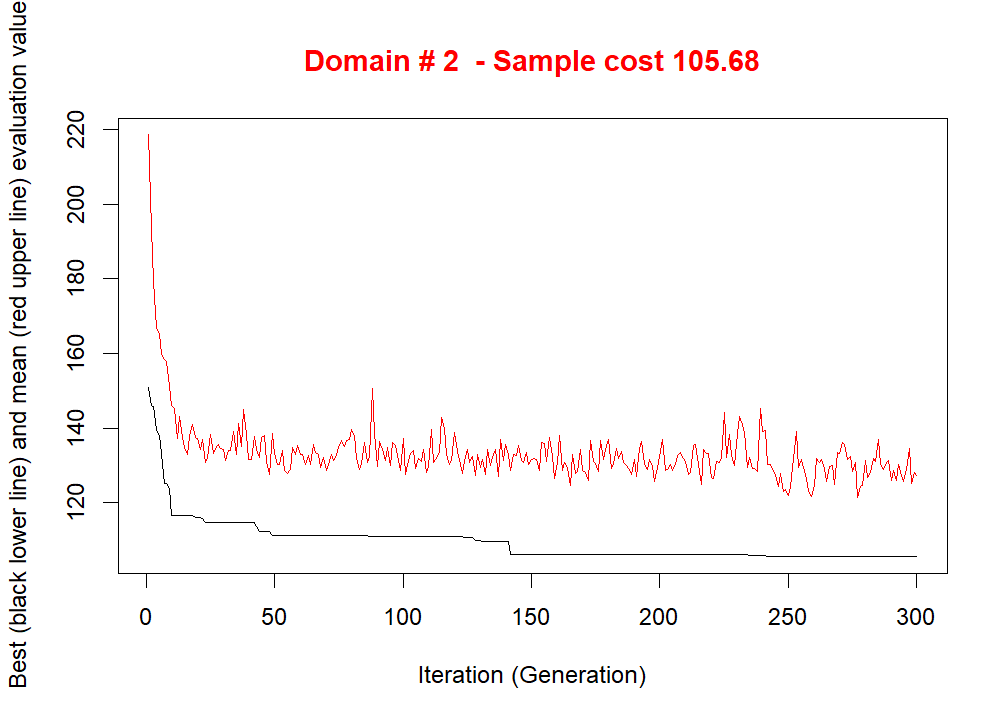 Domain # 2  - Sample cost 105.68
Best (black lower line) and mean (red upper line) evaluation value
220
200
180
160
140
120
0 50 100 150 200 250 300
Iteration (Generation)